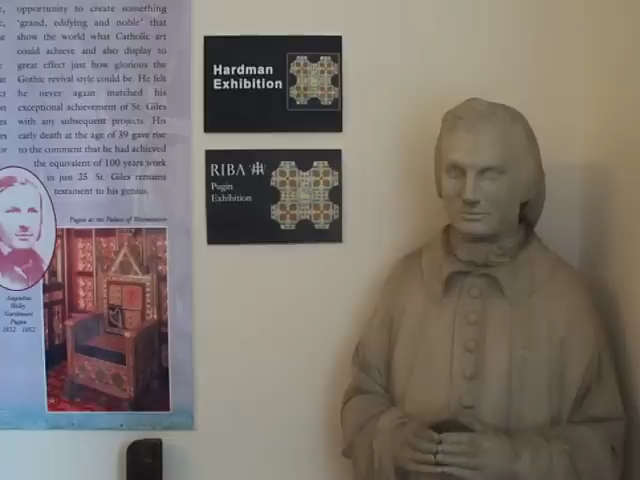 opportunity to create something
'grand, edifying and noble' that
show the world what Catholic art
could achieve and also display to
great effect just how glorious the
Gothic revival style could be. He felt
he never again matched his
exceptional achievement of St. Giles
with any subsequent projects. His
early death at the age of 39 gave rise
to the comment that he had achieved
the equivalent of 100 years work
in just 25 St. Giles remains
testament to his genius.
Pugin at the Palace of Westminster
Augustus
Welby
Northmore
Pugin
1812 - 1852
Hardman
Exhibition
RIBA
Pugin
Exhibition